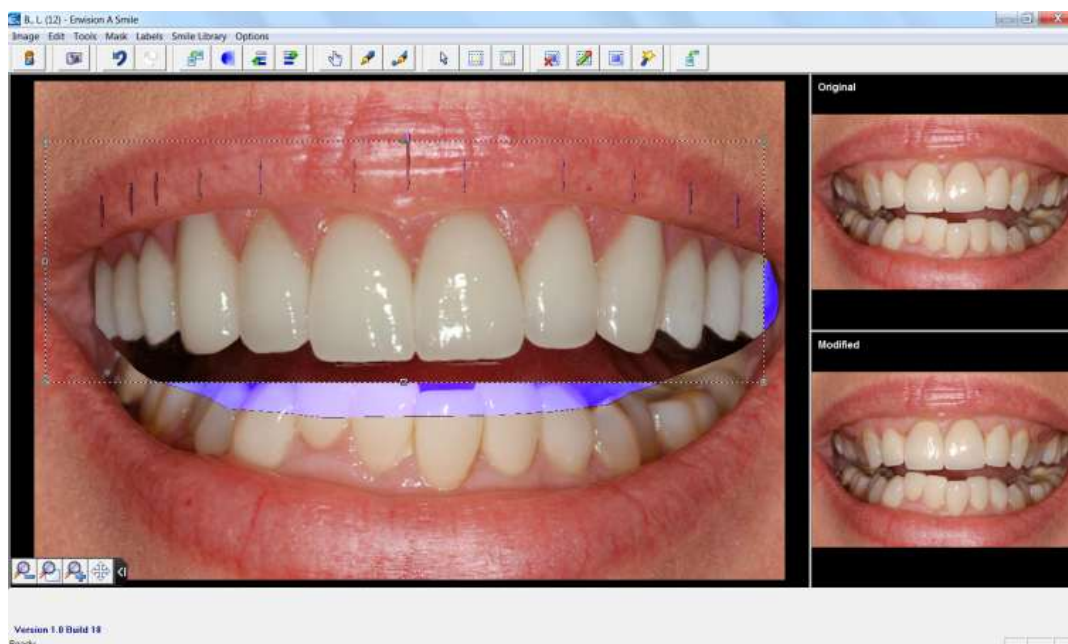 B., L. (12) - Envision A Smile
Image Edit Tools Mask Labels Smile Library Options
Original
Modified
Version 1.0 Build 18
Ready